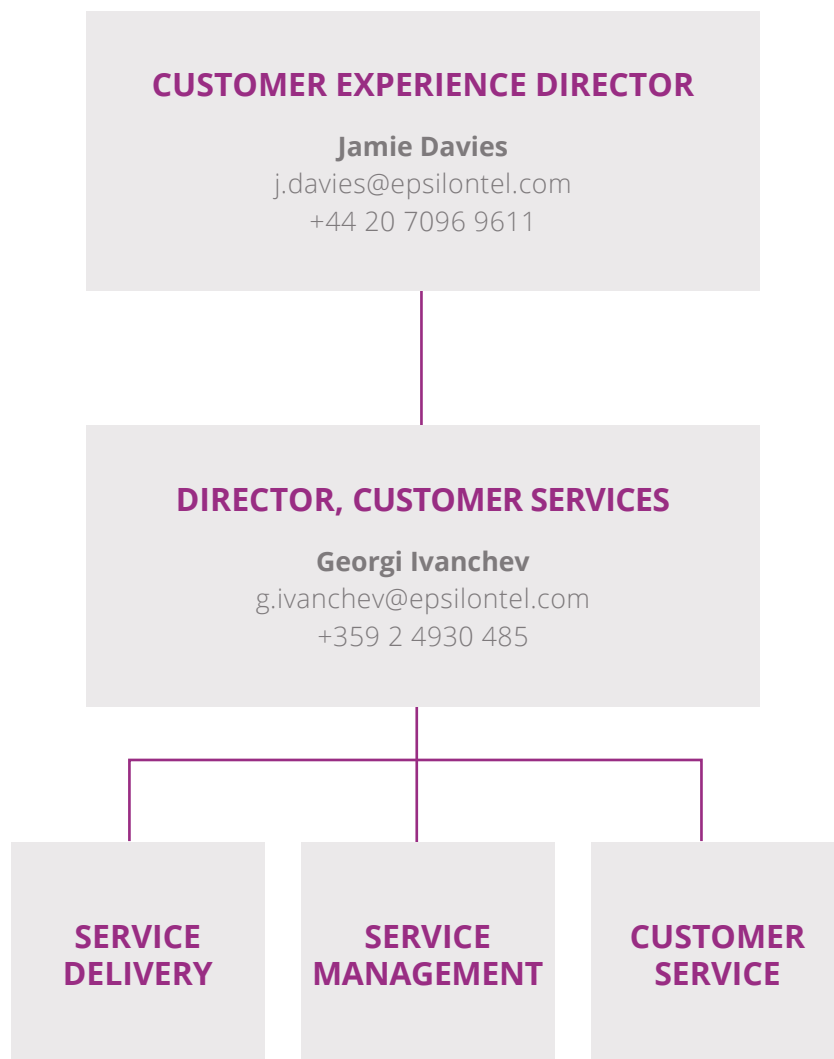 CUSTOMER EXPERIENCE DIRECTOR
Jamie Davies
j.davies@epsilontel.com
+44 20 7096 9611
DIRECTOR, CUSTOMER SERVICES
Georgi Ivanchev
g.ivanchev@epsilontel.com
+359 2 4930 485
SERVICE
DELIVERY
SERVICE
MANAGEMENT
CUSTOMER
SERVICE